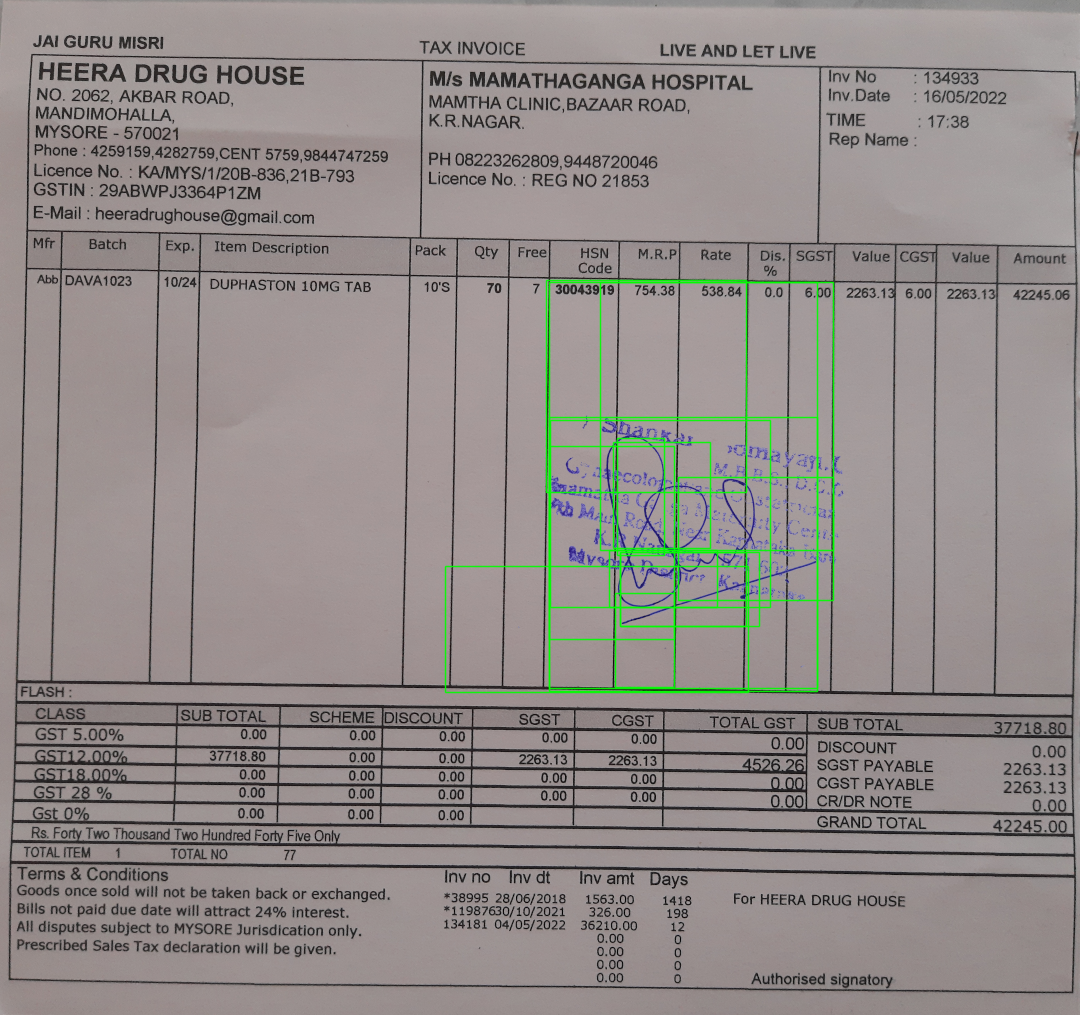 JAI GURU MISRI TAX INVOICE LIVE AND LET LIVE
HEERA DRUG HOUSE
NO. 2062, AKBAR ROAD,
MANDIMOHALLA,
MYSORE - 570021
Phone : 4259159,4282759,CENT 5759,9844747259
Licence No. : KA/MYS/1/20B-836,21B-793
GSTIN : 29ABWPJ3364P1ZM
E-Mail : heeradrughouse@gmail.com
M/s MAMATHAGANGA HOSPITAL
MAMTHA CLINIC,BAZAAR ROAD,
K.R.NAGAR.
PH 08223262809,9448720046
Licence No. : REG NO 21853
Inv No : 134933
Inv.Date : 16/05/2022
TIME : 17:38
Rep Name :
Mfr Batch Exp. Item Description Pack Qty Free HSN Code M.R.P Rate Dis. % SGST Value CGST Value Amount
Abb DAVA1023 10/24 DUPHASTON 10MG TAB 10'S 70 7 30043919 754.38 538.84 0.0 6.00 2263.13 6.00 2263.13 42245.06
Shankar
M.B.B.S., D.G.O
K.R.
FLASH :
CLASS SUB TOTAL SCHEME DISCOUNT SGST CGST TOTAL GST
GST 5.00% 0.00 0.00 0.00 0.00 0.00 0.00
GST12.00% 37718.80 0.00 0.00 2263.13 2263.13 4526.26
GST18.00% 0.00 0.00 0.00 0.00 0.00 0.00
GST 28 % 0.00 0.00 0.00 0.00 0.00 0.00
Gst 0% 0.00 0.00 0.00
SUB TOTAL 37718.80
DISCOUNT 0.00
SGST PAYABLE 2263.13
CGST PAYABLE 2263.13
CR/DR NOTE 0.00
GRAND TOTAL 42245.00
Rs. Forty Two Thousand Two Hundred Forty Five Only
TOTAL ITEM 1 TOTAL NO 77
Terms & Conditions
Goods once sold will not be taken back or exchanged.
Bills not paid due date will attract 24% interest.
All disputes subject to MYSORE Jurisdication only.
Prescribed Sales Tax declaration will be given.
Inv no Inv dt Inv amt Days
*38995 28/06/2018 1563.00 1418
*11987630/10/2021 326.00 198
134181 04/05/2022 36210.00 12
0.00 0
0.00 0
0.00 0
0.00 0
For HEERA DRUG HOUSE
Authorised signatory